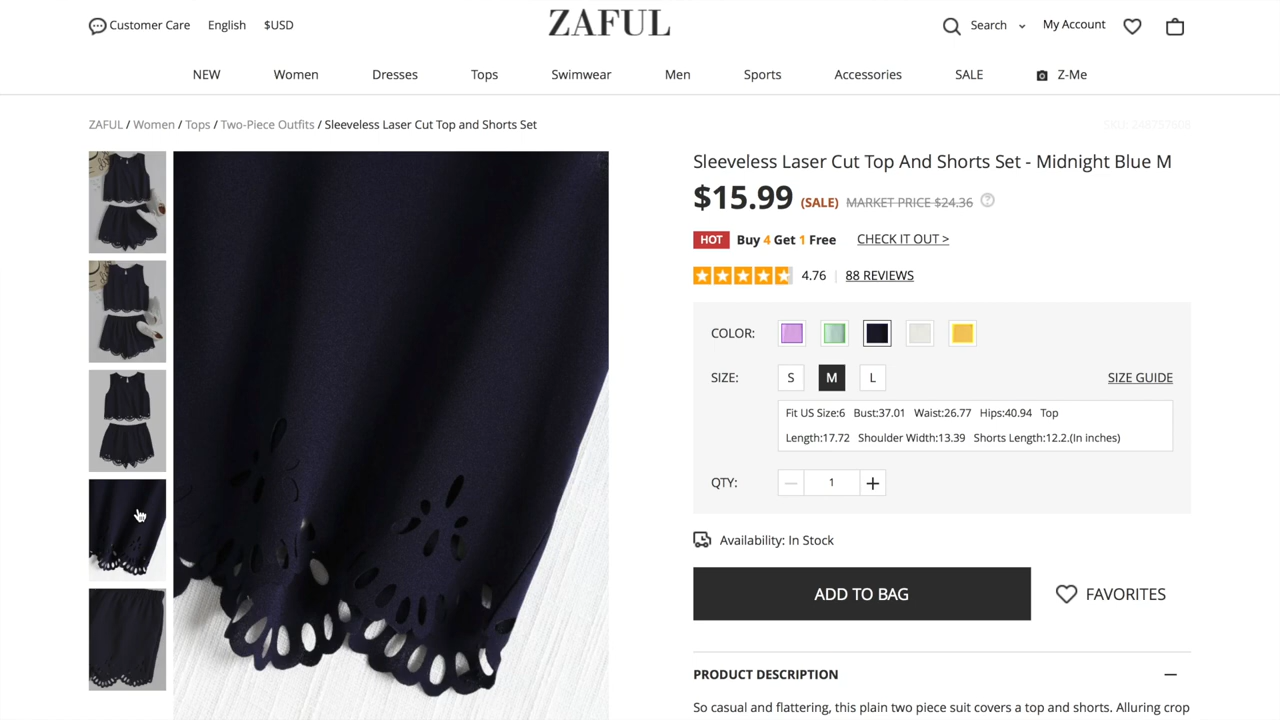 Customer Care English $USD ZAFUL Search My Account
NEW Women Dresses Tops Swimwear Men Sports Accessories SALE Z-Me
ZAFUL / Women / Tops / Two-Piece Outfits / Sleeveless Laser Cut Top and Shorts Set
Sleeveless Laser Cut Top And Shorts Set - Midnight Blue M
$15.99 (SALE) MARKET PRICE $24.36 ?
HOT Buy 4 Get 1 Free CHECK IT OUT >
4.76 | 88 REVIEWS
COLOR:
SIZE: S M L SIZE GUIDE
Fit US Size:6 Bust:37.01 Waist:26.77 Hips:40.94 Top
Length:17.72 Shoulder Width:13.39 Shorts Length:12.2.(In inches)
QTY: — 1 +
Availability: In Stock
ADD TO BAG FAVORITES
PRODUCT DESCRIPTION —
So casual and flattering, this plain two piece suit covers a top and shorts. Alluring crop